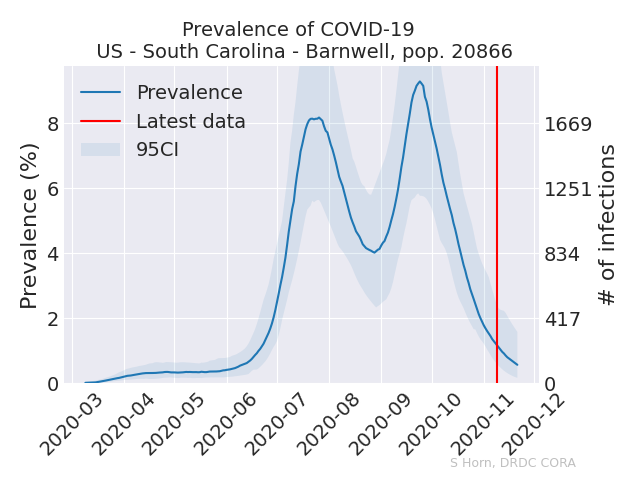 Prevalence of COVID-19
US - South Carolina - Barnwell, pop. 20866
Prevalence
Latest data
95CI
Prevalence (%)
8
6
4
2
0
1669
1251
834
417
0
# of infections
2020-03
2020-04
2020-05
2020-06
2020-07
2020-08
2020-09
2020-10
2020-11
2020-12
S Horn, DRDC CORA